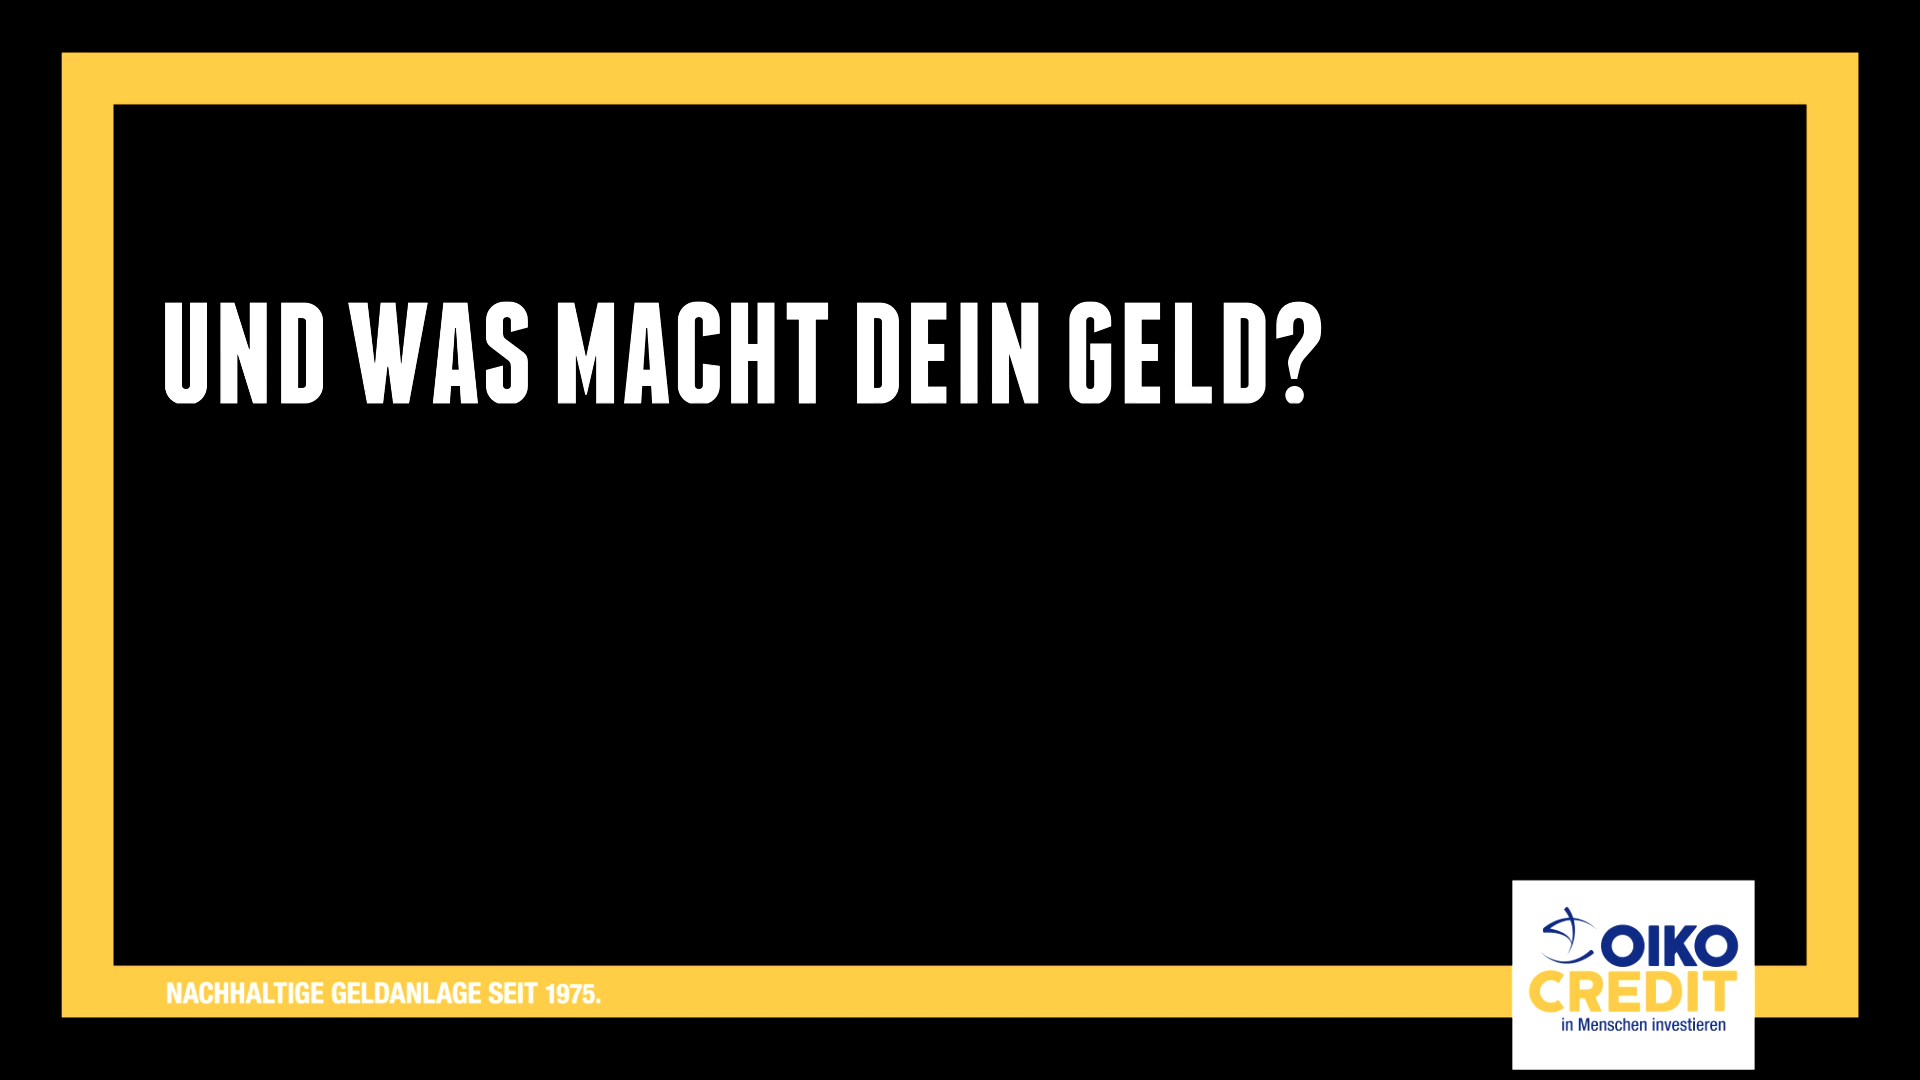 UND WAS MACHT DEIN GELD?
NACHHALTIGE GELDANLAGE SEIT 1975.
OIKO
CREDIT
in Menschen investieren